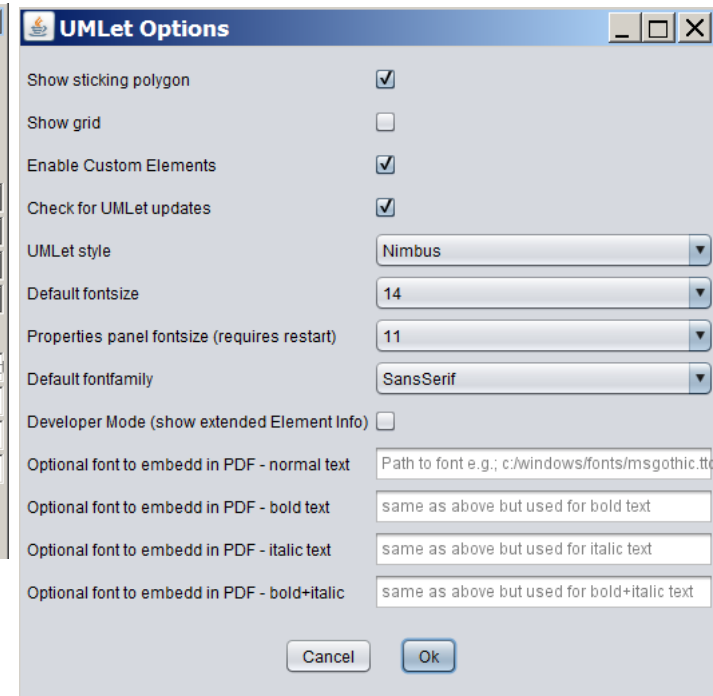 UMLet Options
Show sticking polygon
Show grid
Enable Custom Elements
Check for UMLet updates
UMLet style Nimbus
Default fontsize 14
Properties panel fontsize (requires restart) 11
Default fontfamily SansSerif
Developer Mode (show extended Element Info)
Optional font to embedd in PDF - normal text Path to font e.g.; c:/windows/fonts/msgothic.ttc
Optional font to embedd in PDF - bold text same as above but used for bold text
Optional font to embedd in PDF - italic text same as above but used for italic text
Optional font to embedd in PDF - bold+italic same as above but used for bold+italic text
Cancel Ok